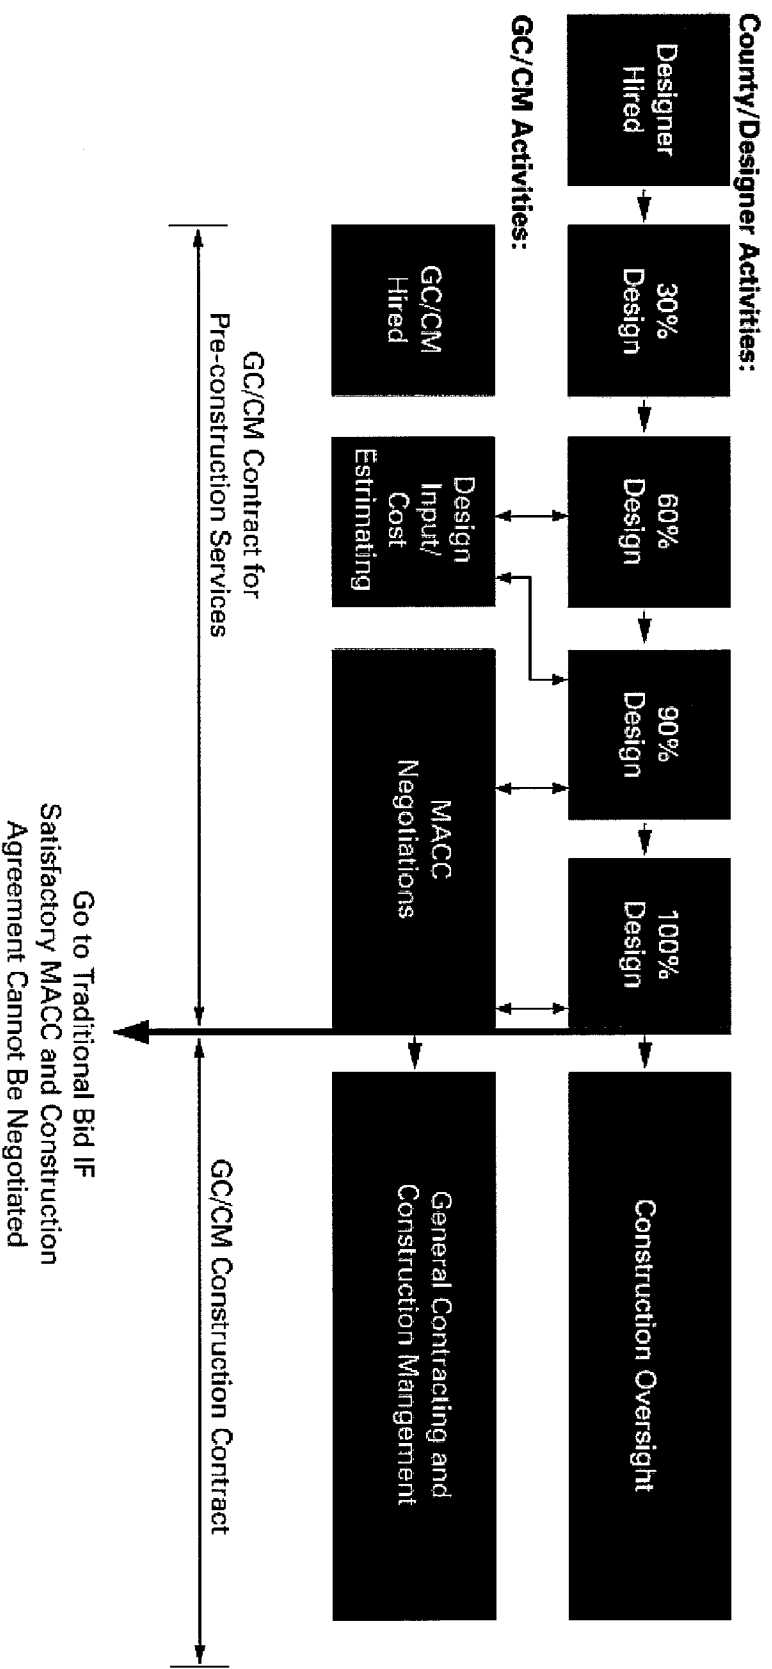 County/Designer Activities:
Designer
Hired
30%
Design
60%
Design
90%
Design
100%
Design
Construction Oversight
GC/CM Activities:
GC/CM
Hired
Design
Input/
Cost
Estrimating
MACC
Negotiations
General Contracting and
Construction Mangement
GC/CM Contract for
Pre-construction Services
GC/CM Construction Contract
Go to Traditional Bid IF
Satisfactory MACC and Construction
Agreement Cannot Be Negotiated